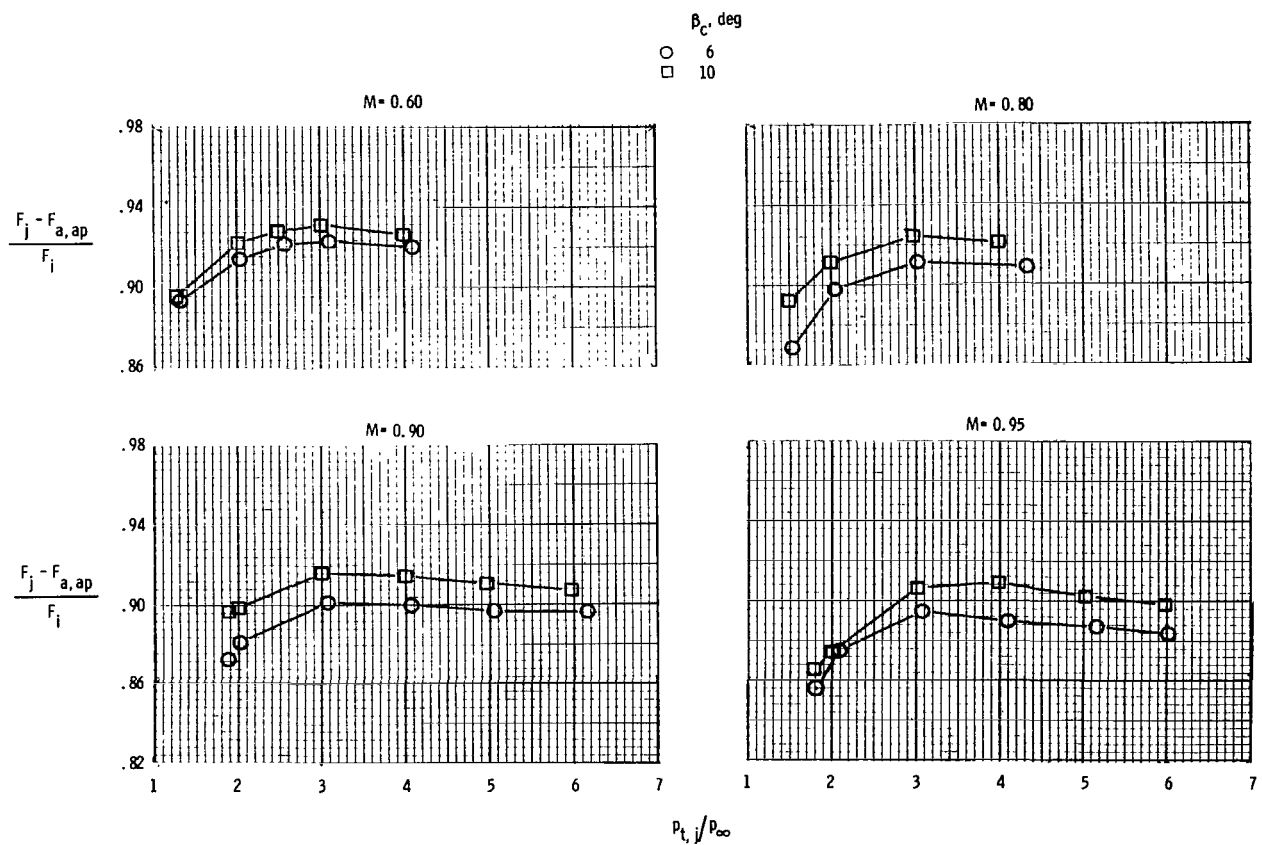 β_c, deg
○ 6
□ 10
M= 0.60
M= 0.80
.98
.94
.90
.86
F_j - F_a,ap
F_i
M= 0.90
M= 0.95
.98
.94
.90
.86
.82
F_j - F_a,ap
F_i
1 2 3 4 5 6 7
1 2 3 4 5 6 7
p_t,j/p_∞